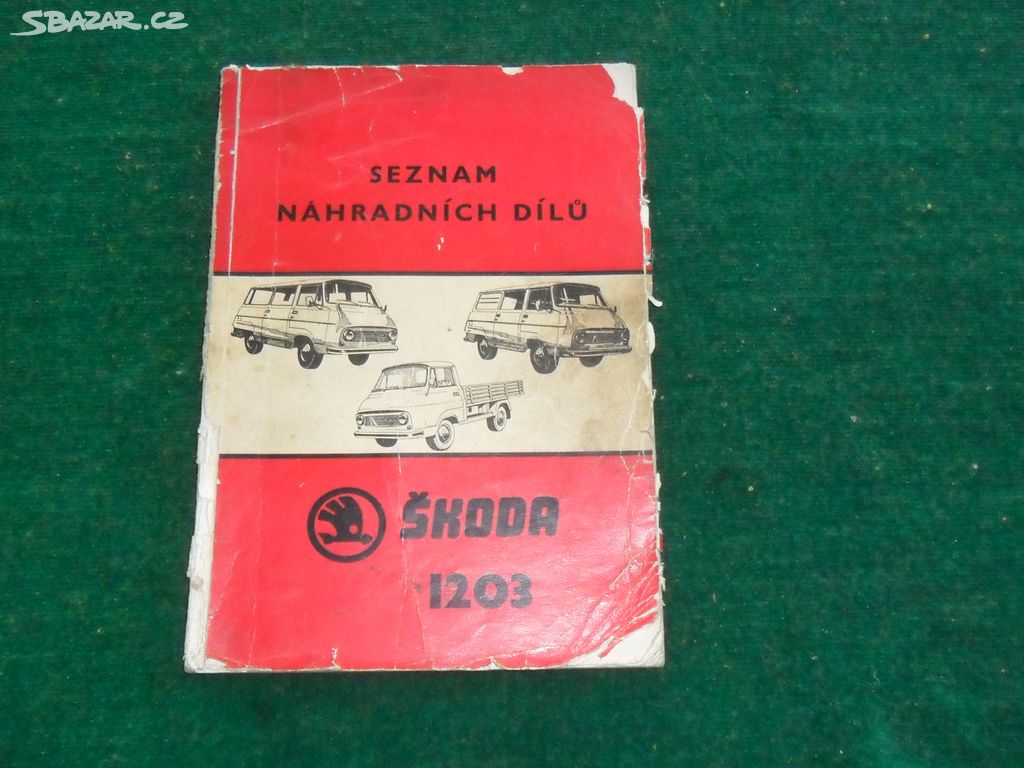 SBAZAR.CZ
SEZNAM
NÁHRADNÍCH DÍLŮ
ŠKODA
1203